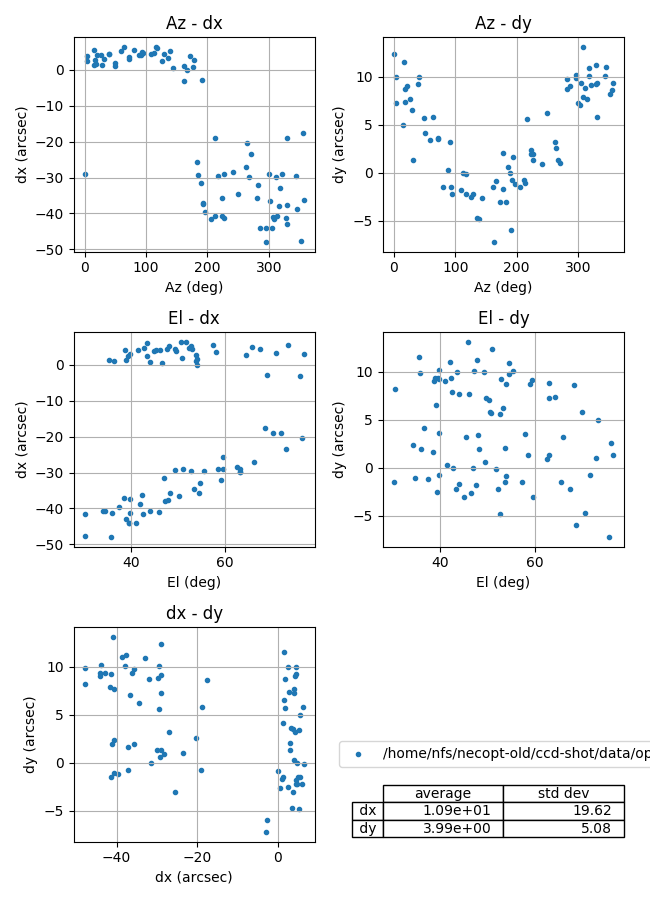 Az - dx
Az - dy
dx (arcsec)
0
−10
−20
−30
−40
−50
0
100
200
300
Az (deg)
dy (arcsec)
10
5
0
−5
0
100
200
300
Az (deg)
El - dx
El - dy
dx (arcsec)
0
−10
−20
−30
−40
−50
40
60
El (deg)
dy (arcsec)
10
5
0
−5
40
60
El (deg)
dx - dy
dy (arcsec)
10
5
0
−5
−40
−20
0
dx (arcsec)
/home/nfs/necopt-old/ccd-shot/data/op
average std dev
dx 1.09e+01 19.62
dy 3.99e+00 5.08